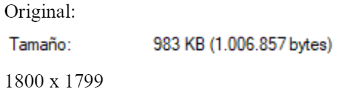 Original:
Tamaño: 983 KB (1.006.857 bytes)
1800 x 1799